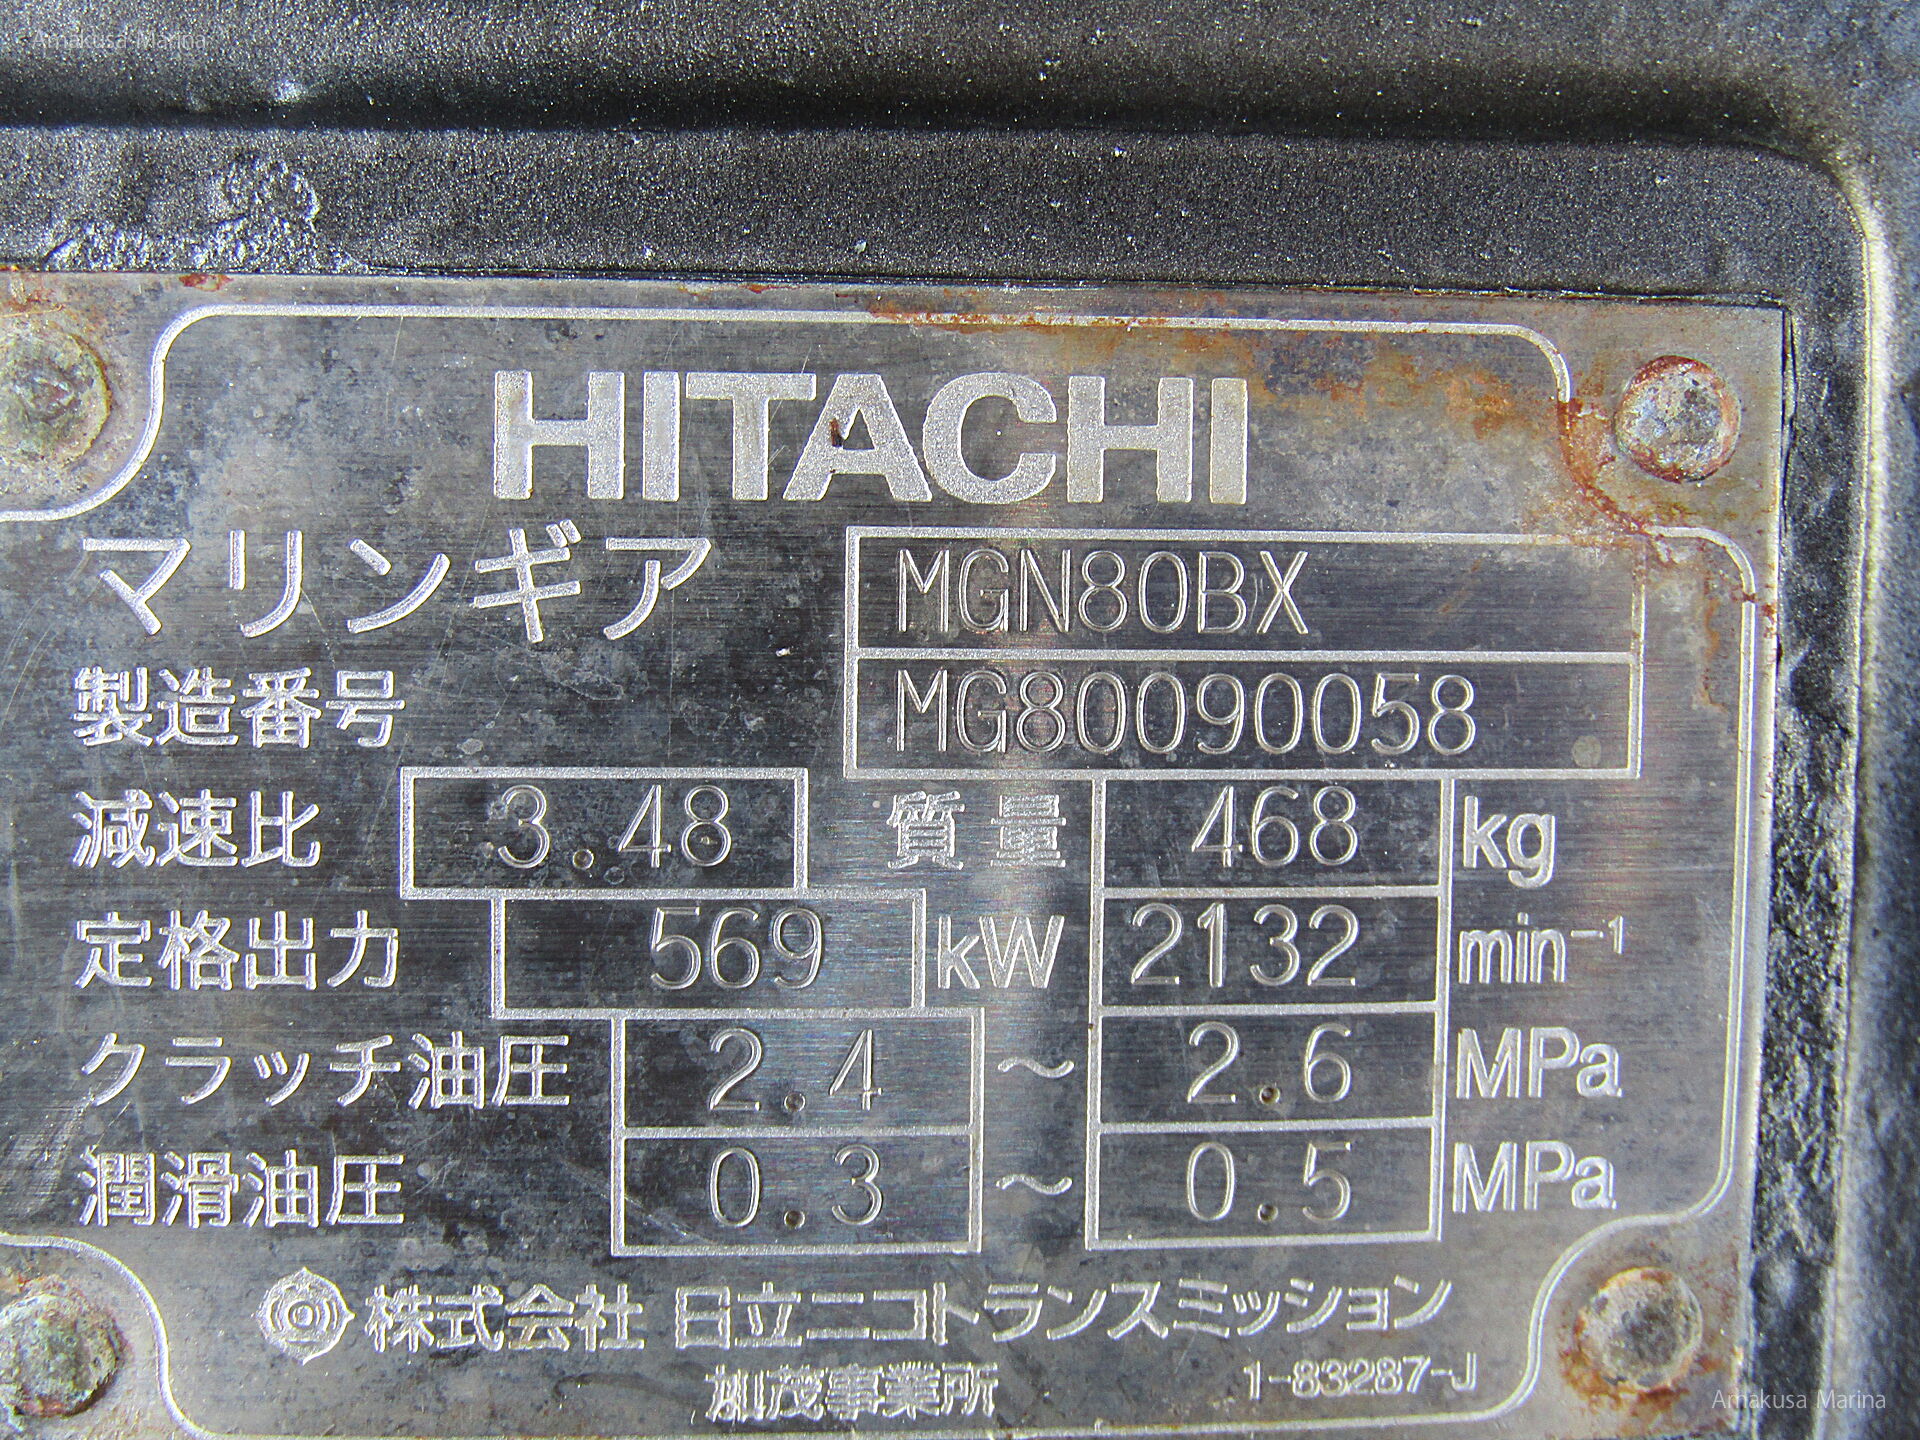 Amakusa Marina
HITACHI
マリンギア MGN80BX
製造番号 MG80090058
減速比 3.48 質量 468 kg
定格出力 569 kW 2132 min⁻¹
クラッチ油圧 2.4 ～ 2.6 MPa
潤滑油圧 0.3 ～ 0.5 MPa
株式会社 日立ニコトランスミッション
加茂事業所 1-83287-J
Amakusa Marina